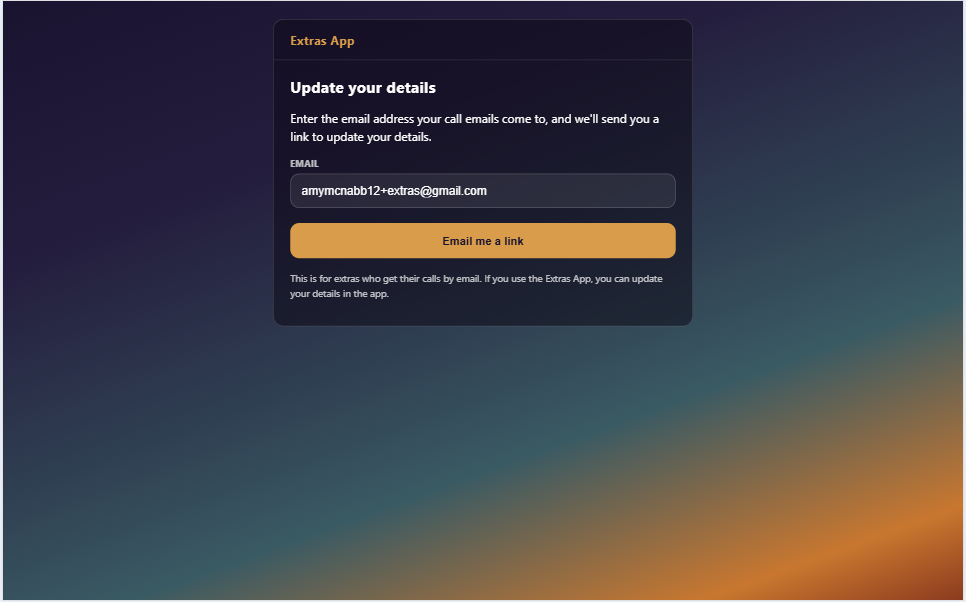 Extras App
Update your details
Enter the email address your call emails come to, and we'll send you a
link to update your details.
EMAIL
amymcnabb12+extras@gmail.com
Email me a link
This is for extras who get their calls by email. If you use the Extras App, you can update
your details in the app.